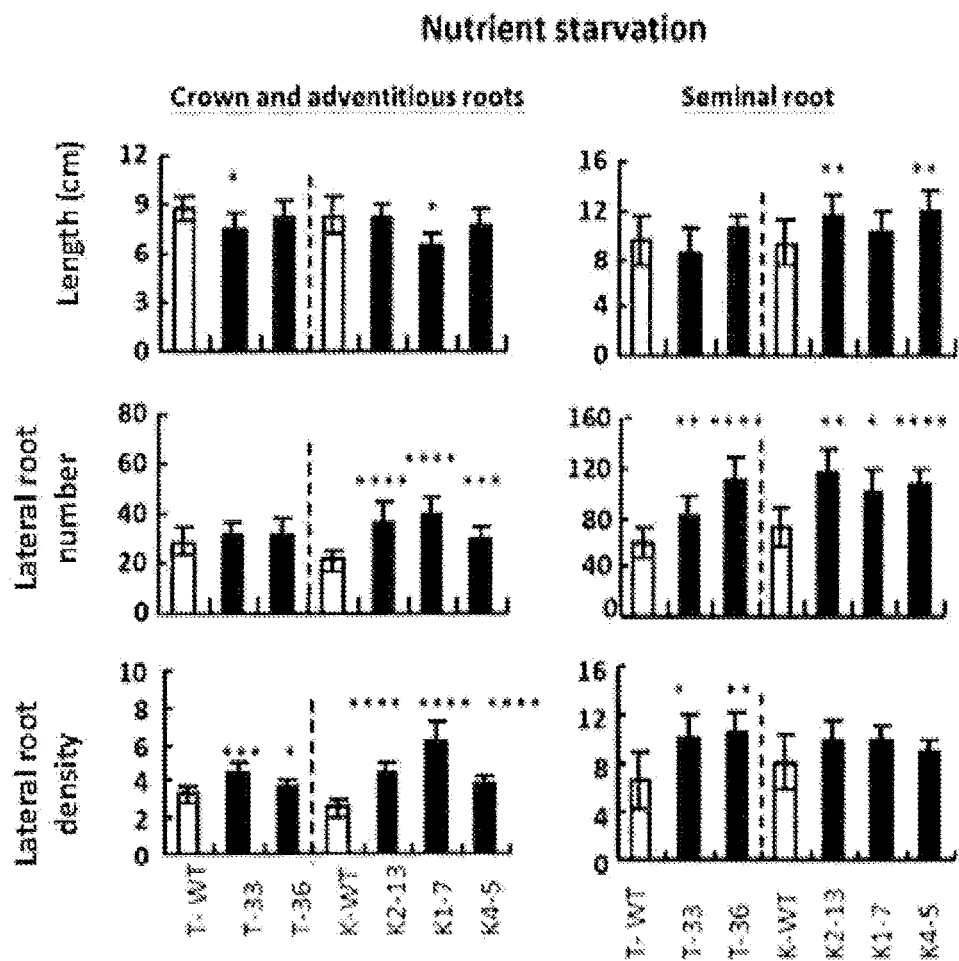 Nutrient starvation
Crown and adventitious roots
Seminal root
Length (cm)
12
9
6
3
0
*
*
16
12
8
4
0
**
**
Lateral root
number
80
60
40
20
0
****
****
***
160
120
80
40
0
**
****
**
*
****
Lateral root
density
10
8
6
4
2
0
***
*
****
****
****
16
12
8
4
0
*
**
T- WT
T-33
T-36
K-WT
K2-13
K1-7
K4-5
T- WT
T-33
T-36
K-WT
K2-13
K1-7
K4-5